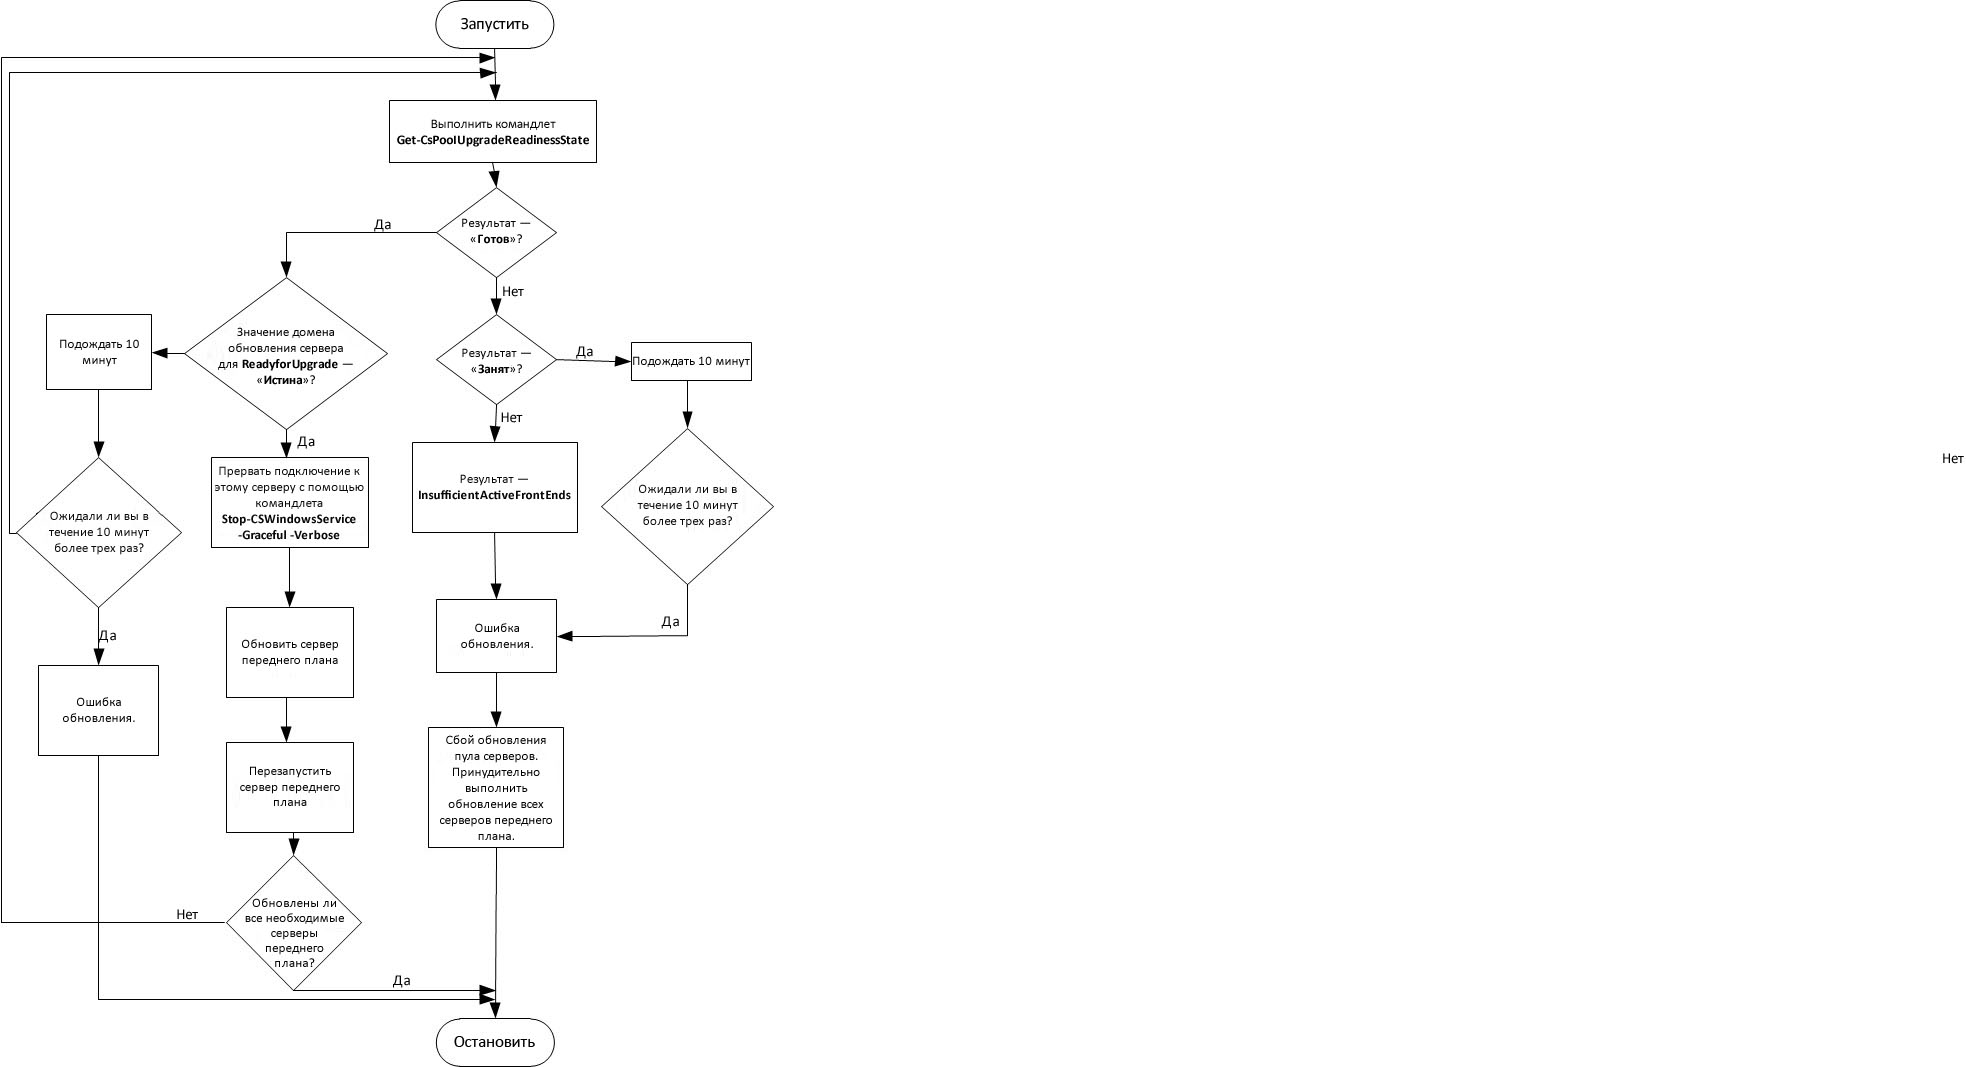 Запустить
Выполнить командлет
Get-CsPoolUpgradeReadinessState
Результат —
«Готов»?
Да
Нет
Значение домена
обновления сервера
для ReadyforUpgrade —
«Истина»?
Подождать 10
минут
Результат —
«Занят»?
Да
Подождать 10 минут
Нет
Да
Прервать подключение к
этому серверу с помощью
командлета
Stop-CSWindowsService
-Graceful -Verbose
Результат —
InsufficientActiveFrontEnds
Ожидали ли вы в
течение 10 минут
более трех раз?
Нет
Ожидали ли вы в
течение 10 минут
более трех раз?
Да
Обновить сервер
переднего плана
Ошибка
обновления.
Да
Ошибка
обновления.
Перезапустить
сервер переднего
плана
Сбой обновления
пула серверов.
Принудительно
выполнить
обновление всех
серверов переднего
плана.
Обновлены ли
все необходимые
серверы
переднего
плана?
Нет
Да
Остановить